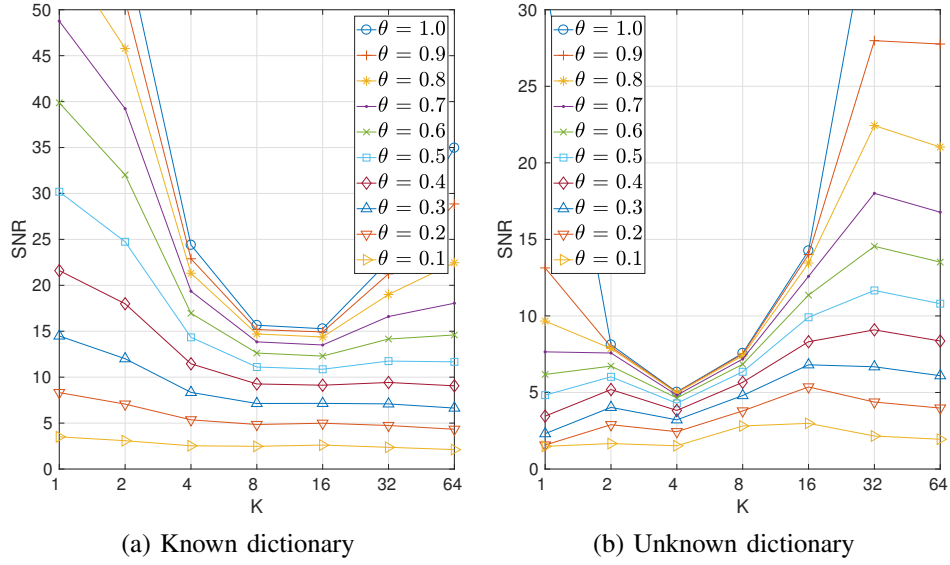 50
45
40
35
30
25
20
15
10
5
0
SNR
1
2
4
8
16
32
64
K
θ = 1.0
θ = 0.9
θ = 0.8
θ = 0.7
θ = 0.6
θ = 0.5
θ = 0.4
θ = 0.3
θ = 0.2
θ = 0.1
(a) Known dictionary
30
25
20
15
10
5
0
SNR
1
2
4
8
16
32
64
K
θ = 1.0
θ = 0.9
θ = 0.8
θ = 0.7
θ = 0.6
θ = 0.5
θ = 0.4
θ = 0.3
θ = 0.2
θ = 0.1
(b) Unknown dictionary